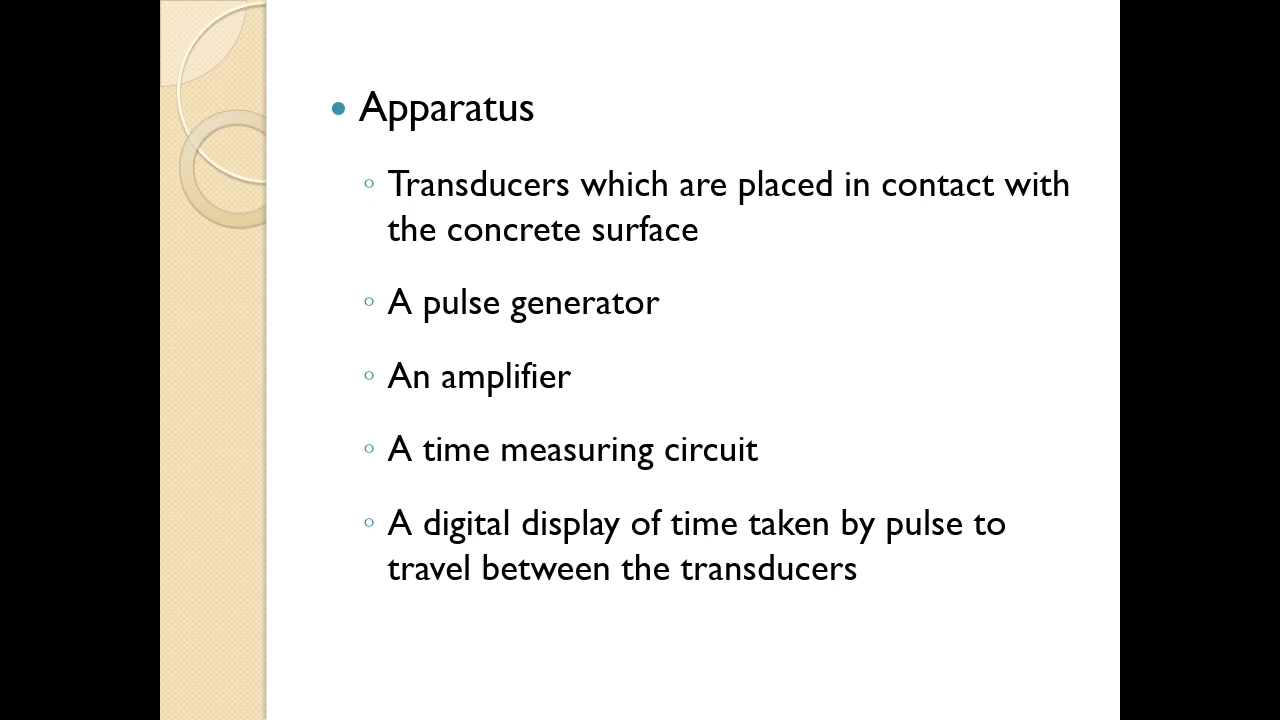 Apparatus
Transducers which are placed in contact with
the concrete surface
A pulse generator
An amplifier
A time measuring circuit
A digital display of time taken by pulse to
travel between the transducers